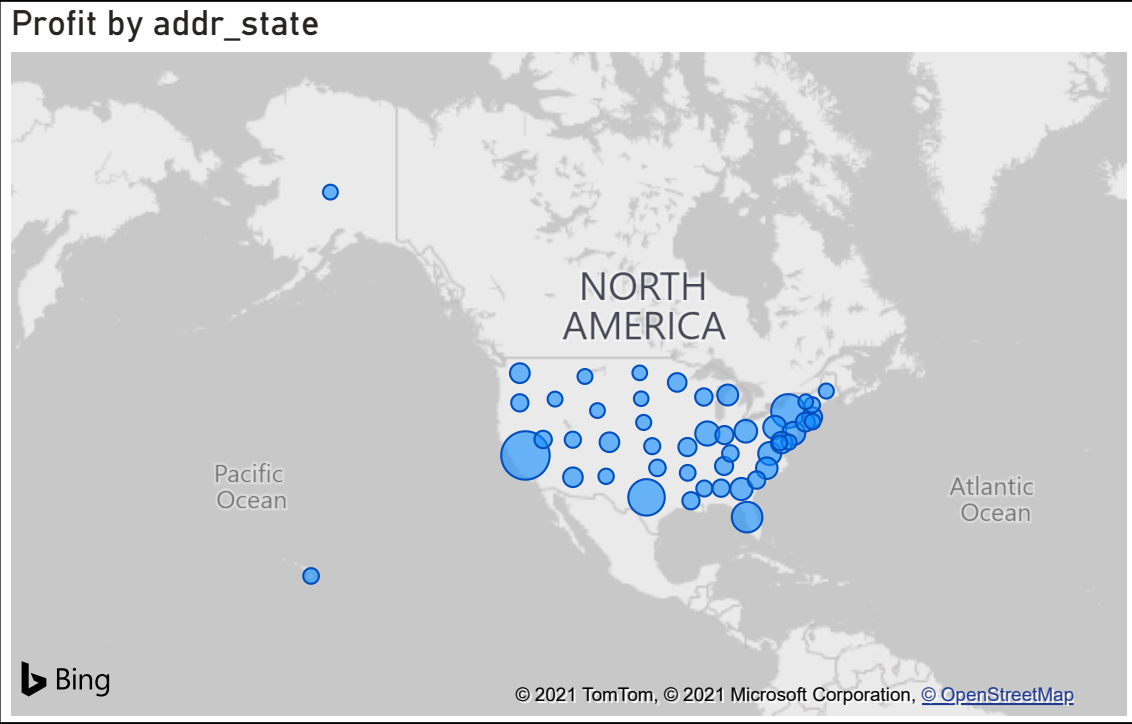 Profit by addr_state
NORTH
AMERICA
Pacific
Ocean
Atlantic
Ocean
Bing
© 2021 TomTom, © 2021 Microsoft Corporation, © OpenStreetMap